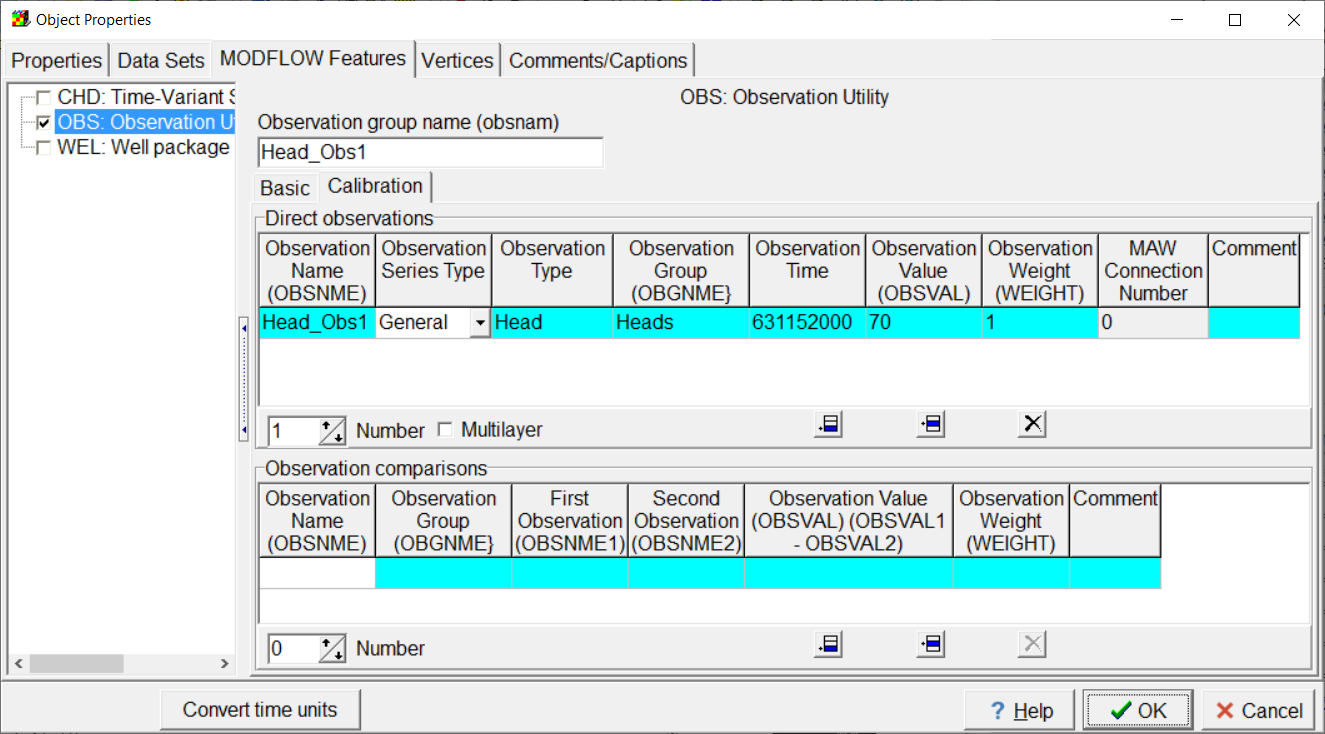 Object Properties
Properties
Data Sets
MODFLOW Features
Vertices
Comments/Captions
CHD: Time-Variant S
OBS: Observation Ut
WEL: Well package
OBS: Observation Utility
Observation group name (obsnam)
Head_Obs1
Basic
Calibration
Direct observations
Observation
Name
(OBSNME)
Observation
Series Type
Observation
Type
Observation
Group
(OBGNME}
Observation
Time
Observation
Value
(OBSVAL)
Observation
Weight
(WEIGHT)
MAW
Connection
Number
Comment
Head_Obs1
General
Head
Heads
631152000
70
1
0
1
Number
Multilayer
Observation comparisons
Observation
Name
(OBSNME)
Observation
Group
(OBGNME}
First
Observation
(OBSNME1)
Second
Observation
(OBSNME2)
Observation Value
(OBSVAL) (OBSVAL1
- OBSVAL2)
Observation
Weight
(WEIGHT)
Comment
0
Number
Convert time units
? Help
OK
Cancel